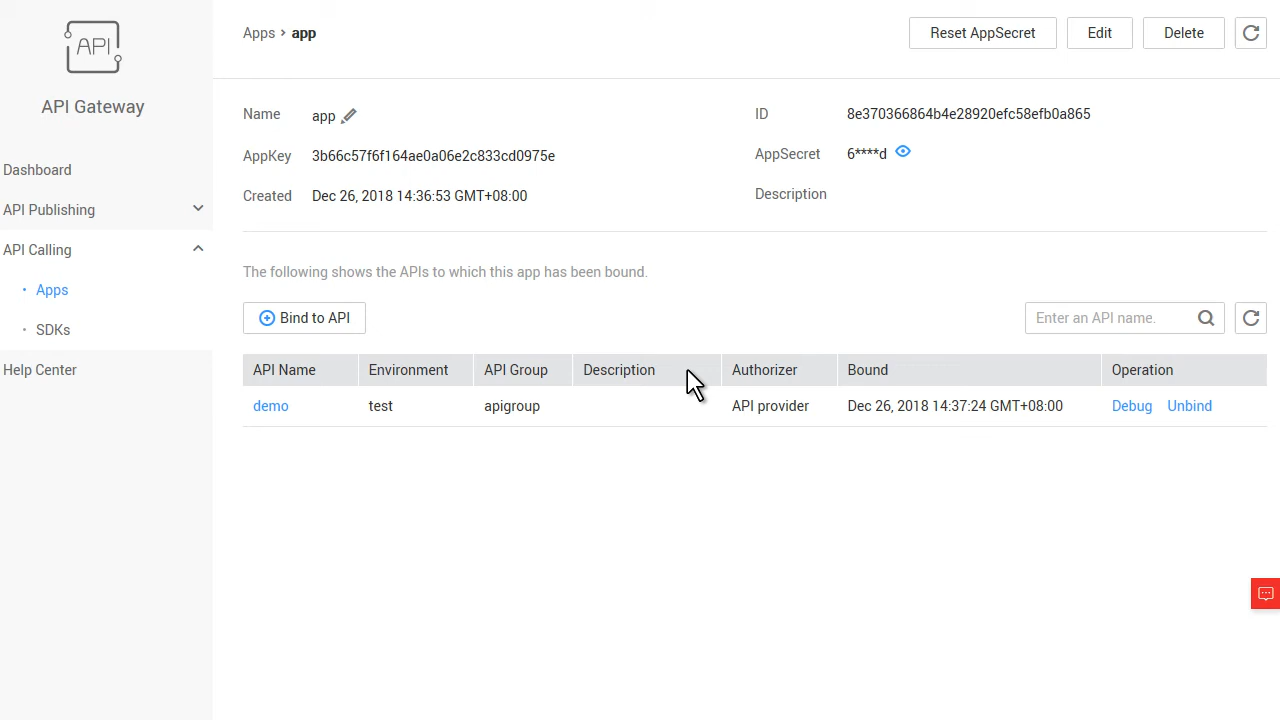 API
API Gateway
Dashboard
API Publishing
API Calling
Apps
SDKs
Help Center
Apps › app
Reset AppSecret
Edit
Delete
Name app
ID 8e370366864b4e28920efc58efb0a865
AppKey 3b66c57f6f164ae0a06e2c833cd0975e
AppSecret 6****d
Created Dec 26, 2018 14:36:53 GMT+08:00
Description
The following shows the APIs to which this app has been bound.
Bind to API
Enter an API name.
API Name Environment API Group Description Authorizer Bound Operation
demo test apigroup API provider Dec 26, 2018 14:37:24 GMT+08:00 Debug Unbind